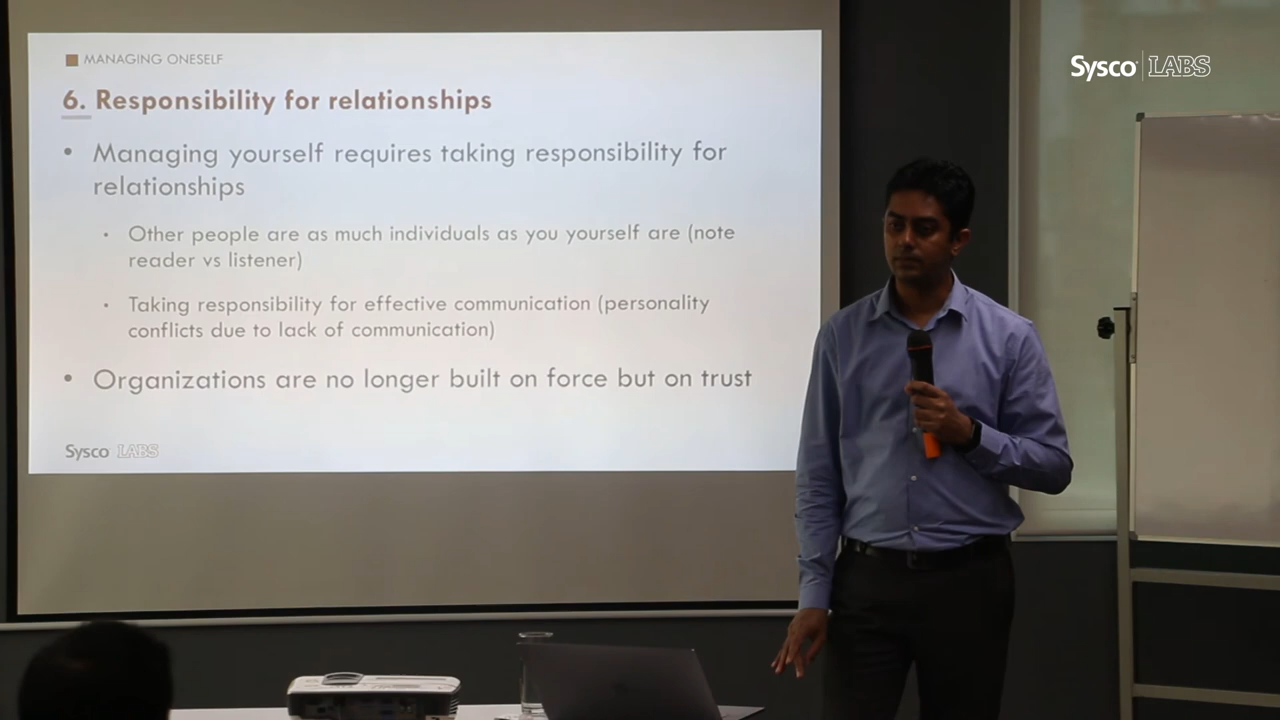 MANAGING ONESELF
6. Responsibility for relationships
• Managing yourself requires taking responsibility for
relationships
• Other people are as much individuals as you yourself are (note
reader vs listener)
• Taking responsibility for effective communication (personality
conflicts due to lack of communication)
• Organizations are no longer built on force but on trust
Sysco LABS
Sysco LABS